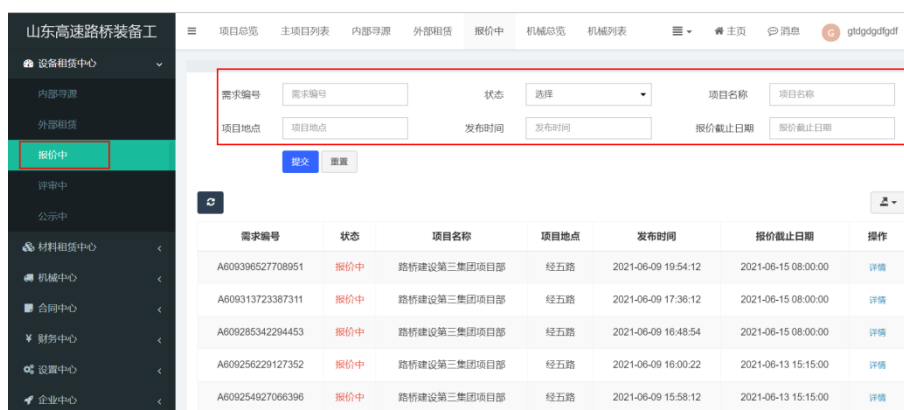 山东高速路桥装备工
项目总览 主项目列表 内部寻源 外部租赁 报价中 机械总览 机械列表 主页 消息 G gtdgdgdfgdf
设备租赁中心
内部寻源
外部租赁
报价中
评审中
公示中
材料租赁中心
机械中心
合同中心
¥ 财务中心
设置中心
企业中心
需求编号 需求编号 状态 选择 项目名称 项目名称
项目地点 项目地点 发布时间 发布时间 报价截止日期 报价截止日期
提交 重置
需求编号 状态 项目名称 项目地点 发布时间 报价截止日期 操作
A609396527708951 报价中 路桥建设第三集团项目部 经五路 2021-06-09 19:54:12 2021-06-15 08:00:00 详情
A609313723387311 报价中 路桥建设第三集团项目部 经五路 2021-06-09 17:36:12 2021-06-15 08:00:00 详情
A609285342294453 报价中 路桥建设第三集团项目部 经五路 2021-06-09 16:48:54 2021-06-15 08:00:00 详情
A609256229127352 报价中 路桥建设第三集团项目部 经五路 2021-06-09 16:00:22 2021-06-13 15:15:00 详情
A609254927066396 报价中 路桥建设第三集团项目部 经五路 2021-06-09 15:58:12 2021-06-13 15:15:00 详情